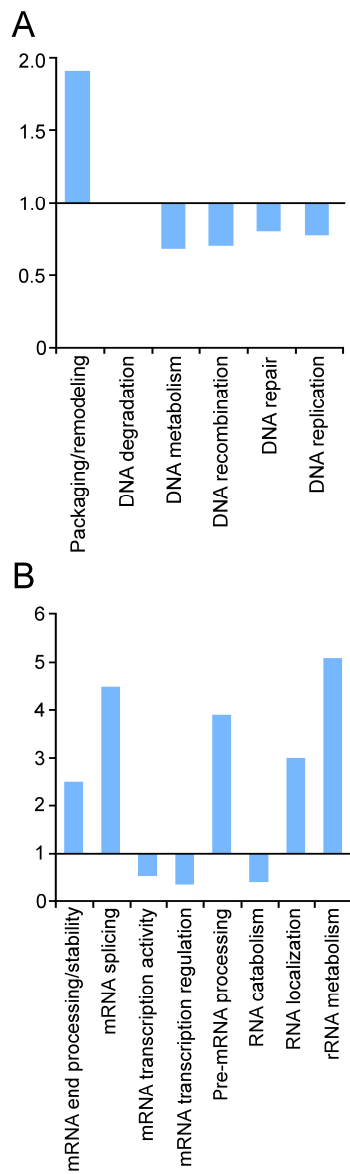 A
2.0
1.5
1.0
0.5
0
Packaging/remodeling
DNA degradation
DNA metabolism
DNA recombination
DNA repair
DNA replication
B
6
5
4
3
2
1
0
mRNA end processing/stability
mRNA splicing
mRNA transcription activity
mRNA transcription regulation
Pre-mRNA processing
RNA catabolism
RNA localization
rRNA metabolism